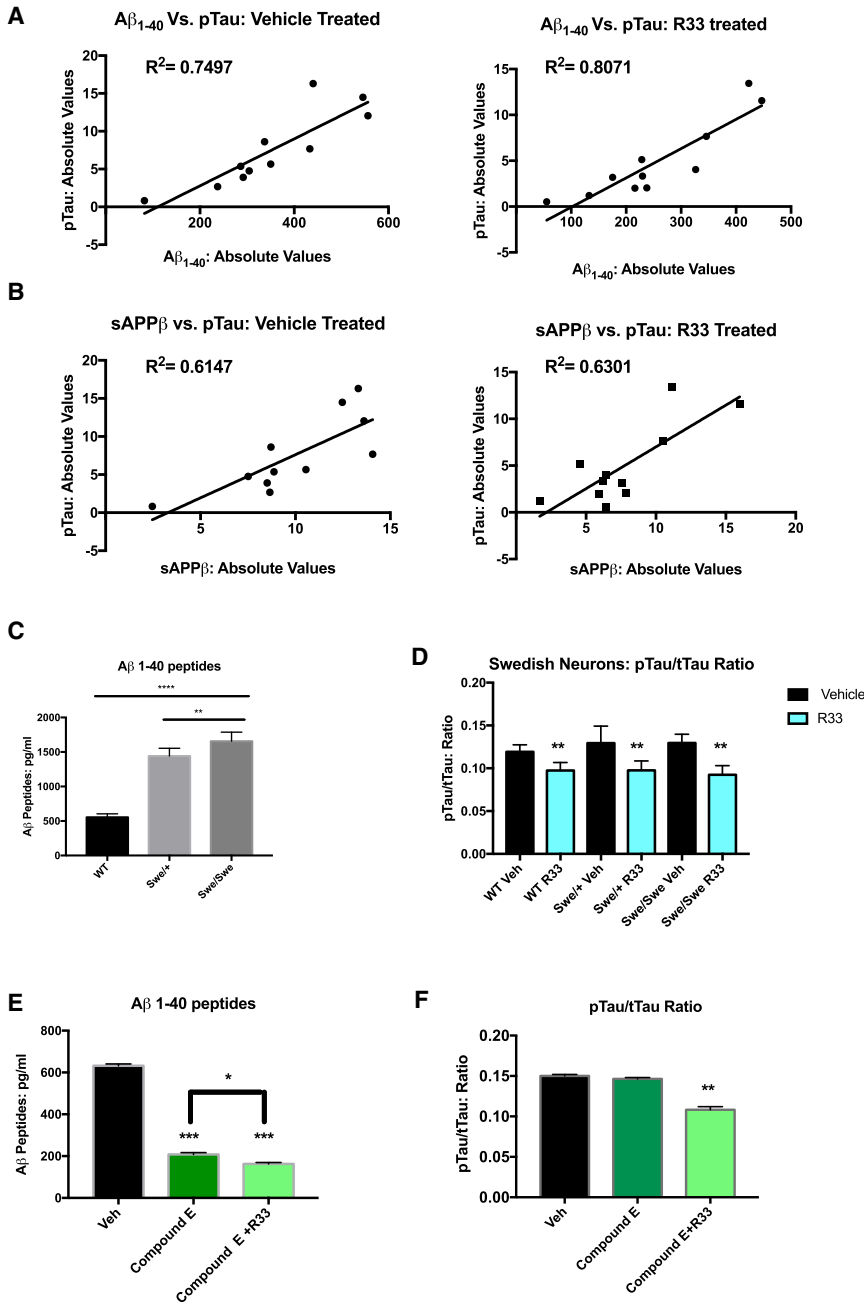 A
Aβ1-40 Vs. pTau: Vehicle Treated
R2= 0.7497
pTau: Absolute Values
20
15
10
5
0
-5
200
400
600
Aβ1-40: Absolute Values
Aβ1-40 Vs. pTau: R33 treated
R2= 0.8071
pTau: Absolute Values
15
10
5
0
-5
100
200
300
400
500
Aβ1-40: Absolute Values
B
sAPPβ vs. pTau: Vehicle Treated
R2= 0.6147
pTau: Absolute Values
20
15
10
5
0
-5
5
10
15
sAPPβ: Absolute Values
sAPPβ vs. pTau: R33 Treated
R2= 0.6301
pTau: Absolute Values
15
10
5
0
-5
5
10
15
20
sAPPβ: Absolute Values
C
Aβ 1-40 peptides
****
**
Aβ Peptides: pg/ml
2000
1500
1000
500
0
WT
Swe/+
Swe/Swe
D
Swedish Neurons: pTau/tTau Ratio
pTau/tTau: Ratio
0.20
0.15
0.10
0.05
0.00
**
**
**
WT Veh
WT R33
Swe/+ Veh
Swe/+ R33
Swe/Swe Veh
Swe/Swe R33
Vehicle
R33
E
Aβ 1-40 peptides
Aβ Peptides: pg/ml
800
600
400
200
0
*
***
***
Veh
Compound E
Compound E +R33
F
pTau/tTau Ratio
pTau/tTau: Ratio
0.20
0.15
0.10
0.05
0.00
**
Veh
Compound E
Compound E+R33